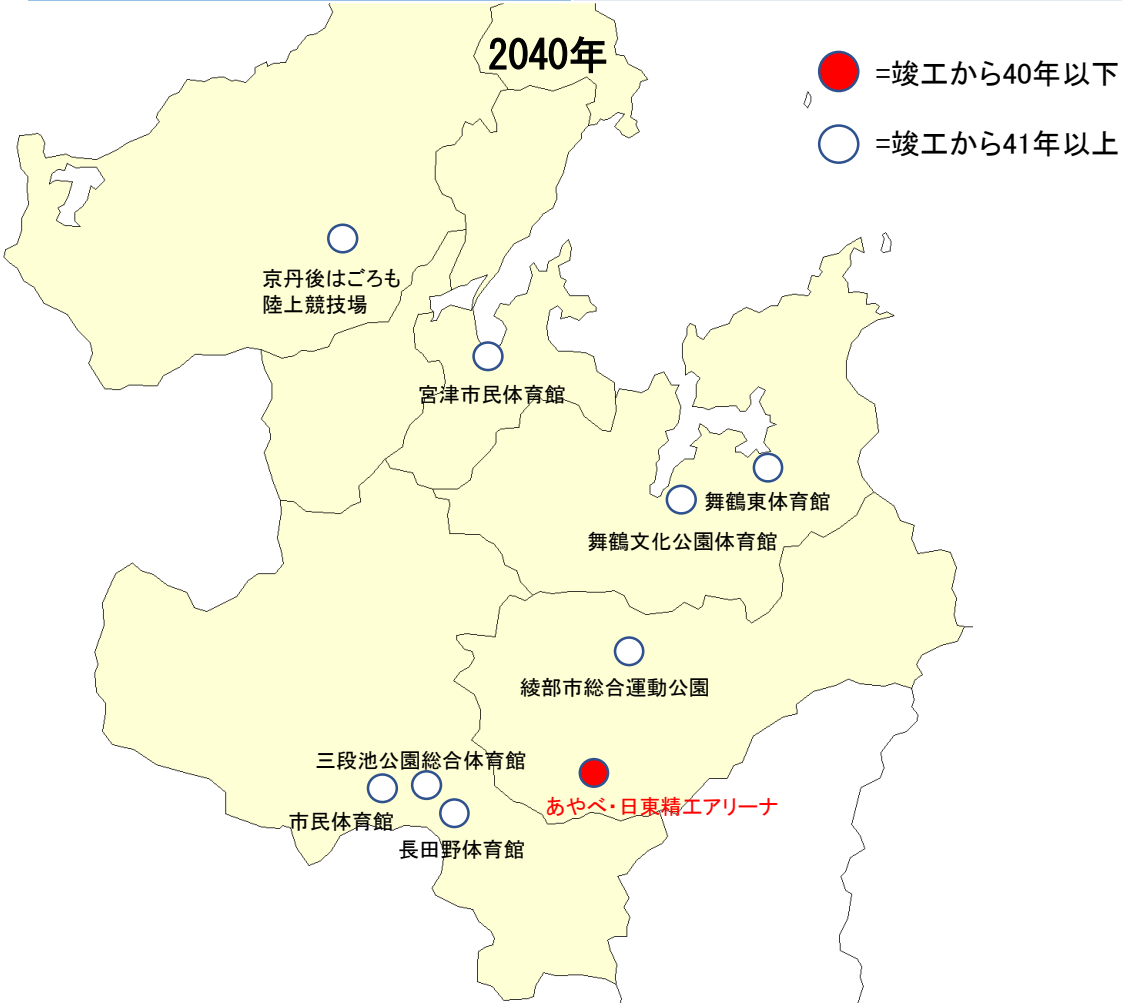 2040年
=竣工から40年以下
=竣工から41年以上
京丹後はごろも
陸上競技場
宮津市民体育館
舞鶴東体育館
舞鶴文化公園体育館
綾部市総合運動公園
三段池公園総合体育館
あやべ・日東精工アリーナ
市民体育館
長田野体育館